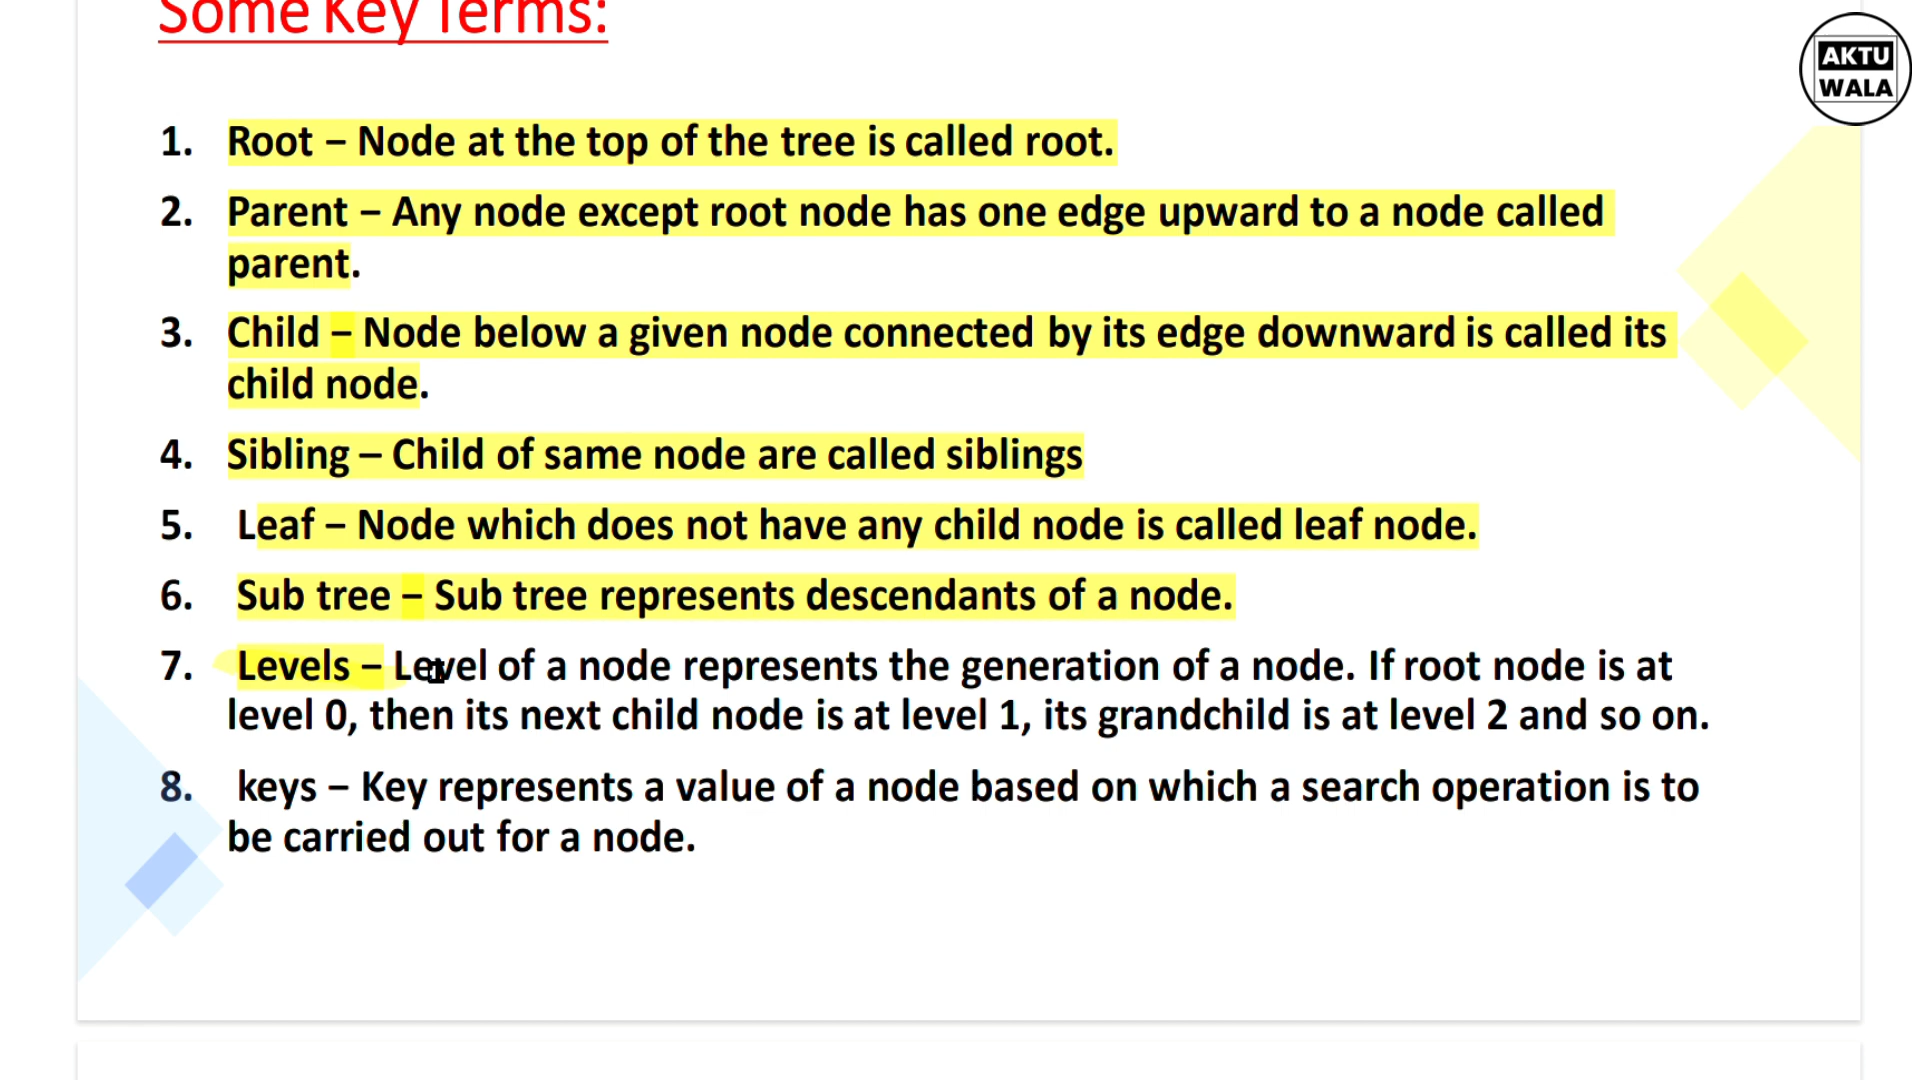 Some Key Terms:
AKTU
WALA
1. Root – Node at the top of the tree is called root.
2. Parent – Any node except root node has one edge upward to a node called
parent.
3. Child – Node below a given node connected by its edge downward is called its
child node.
4. Sibling – Child of same node are called siblings
5. Leaf – Node which does not have any child node is called leaf node.
6. Sub tree – Sub tree represents descendants of a node.
7. Levels – Level of a node represents the generation of a node. If root node is at
level 0, then its next child node is at level 1, its grandchild is at level 2 and so on.
8. keys – Key represents a value of a node based on which a search operation is to
be carried out for a node.